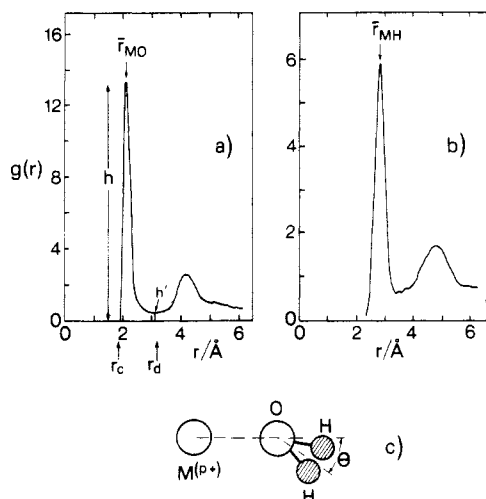 16
12
8
4
0
g(r)
r̄MO
h
h'
a)
0 2 4 6
r/Å
rc rd
6
4
2
0
r̄MH
b)
0 2 4 6
r/Å
O
H
M(p+)
θ
c)
H